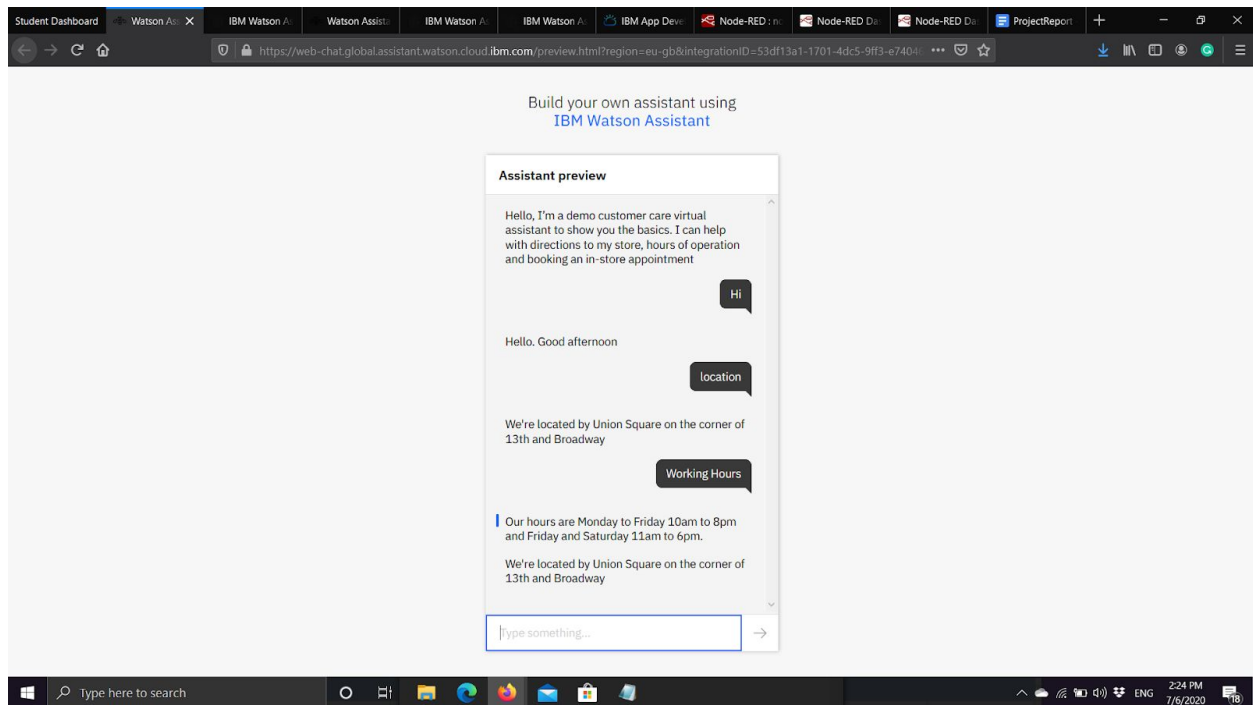 Student Dashboard Watson As IBM Watson A Watson Assista IBM Watson A IBM Watson A IBM App Deve Node-RED : no Node-RED Da Node-RED Da ProjectReport
https://web-chat.global.assistant.watson.cloud.ibm.com/preview.html?region=eu-gb&integrationID=53df13a1-1701-4dc5-9ff3-e7404
Build your own assistant using
IBM Watson Assistant
Assistant preview
Hello, I'm a demo customer care virtual
assistant to show you the basics. I can help
with directions to my store, hours of operation
and booking an in-store appointment
Hi
Hello. Good afternoon
location
We're located by Union Square on the corner of
13th and Broadway
Working Hours
Our hours are Monday to Friday 10am to 8pm
and Friday and Saturday 11am to 6pm.
We're located by Union Square on the corner of
13th and Broadway
Type something...
Type here to search
ENG
2:24 PM
7/6/2020
18